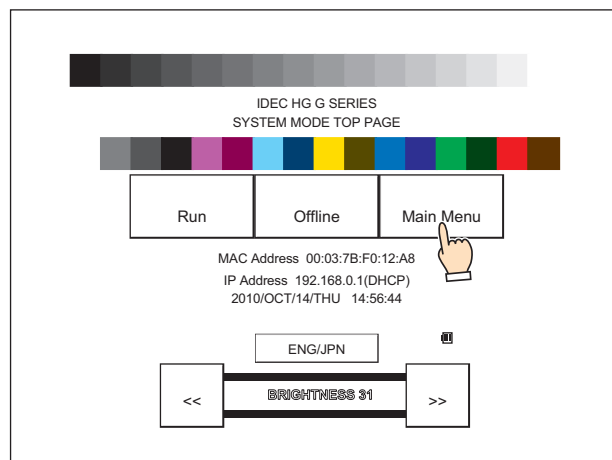 IDEC HG G SERIES
SYSTEM MODE TOP PAGE
Run Offline Main Menu
MAC Address 00:03:7B:F0:12:A8
IP Address 192.168.0.1(DHCP)
2010/OCT/14/THU 14:56:44
ENG/JPN
<< BRIGHTNESS 31 >>